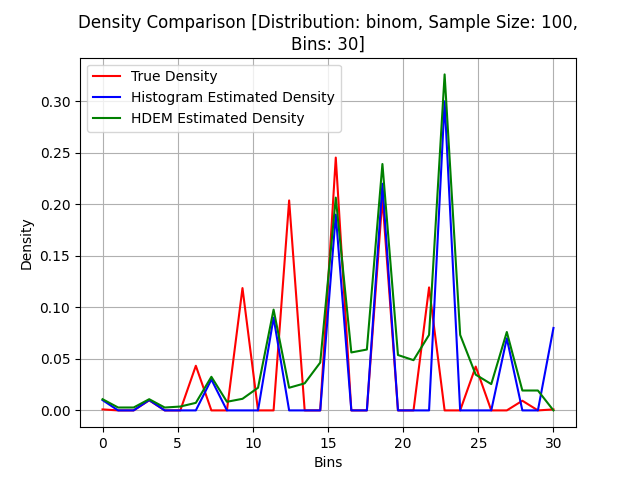 Density Comparison [Distribution: binom, Sample Size: 100,
Bins: 30]
True Density
Histogram Estimated Density
HDEM Estimated Density
0.30
0.25
0.20
0.15
0.10
0.05
0.00
Density
0 5 10 15 20 25 30
Bins